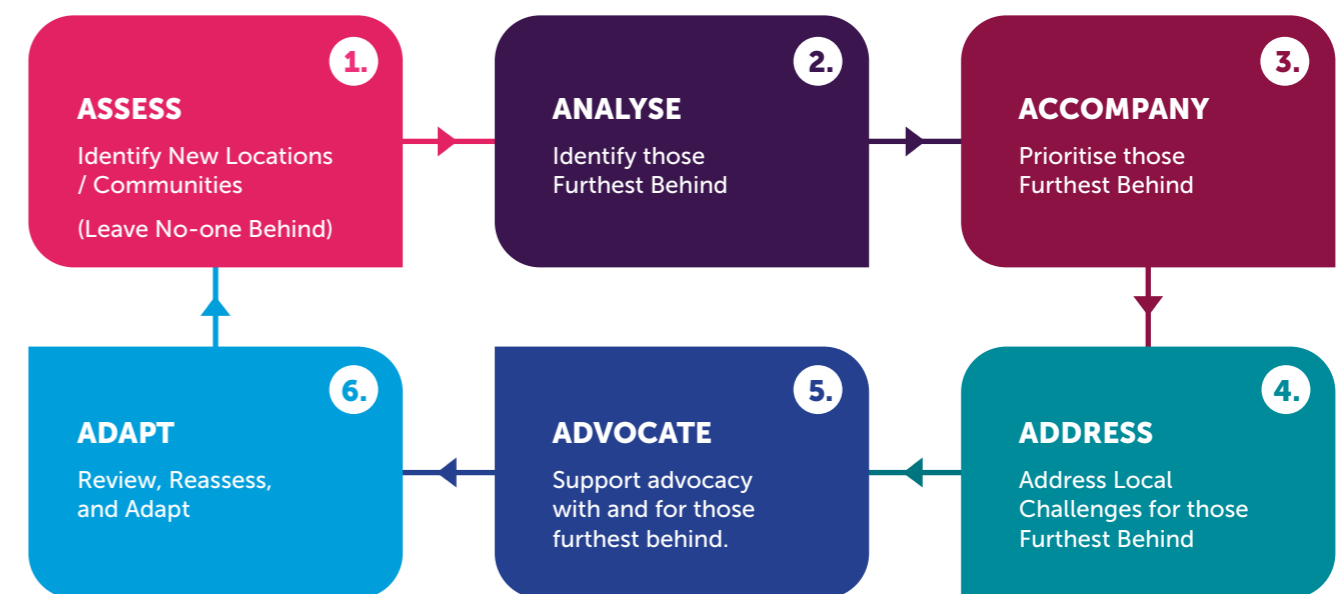 1.
ASSESS
Identify New Locations
/ Communities
(Leave No-one Behind)
2.
ANALYSE
Identify those
Furthest Behind
3.
ACCOMPANY
Prioritise those
Furthest Behind
4.
ADDRESS
Address Local
Challenges for those
Furthest Behind
5.
ADVOCATE
Support advocacy
with and for those
furthest behind.
6.
ADAPT
Review, Reassess,
and Adapt